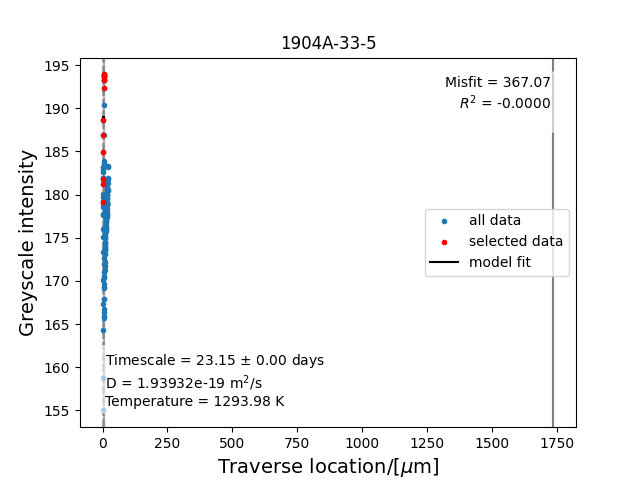 1904A-33-5
Greyscale intensity
195
190
185
180
175
170
165
160
155
Misfit = 367.07
R² = -0.0000
all data
selected data
model fit
Timescale = 23.15 ± 0.00 days
D = 1.93932e-19 m²/s
Temperature = 1293.98 K
0 250 500 750 1000 1250 1500 1750
Traverse location/[μm]